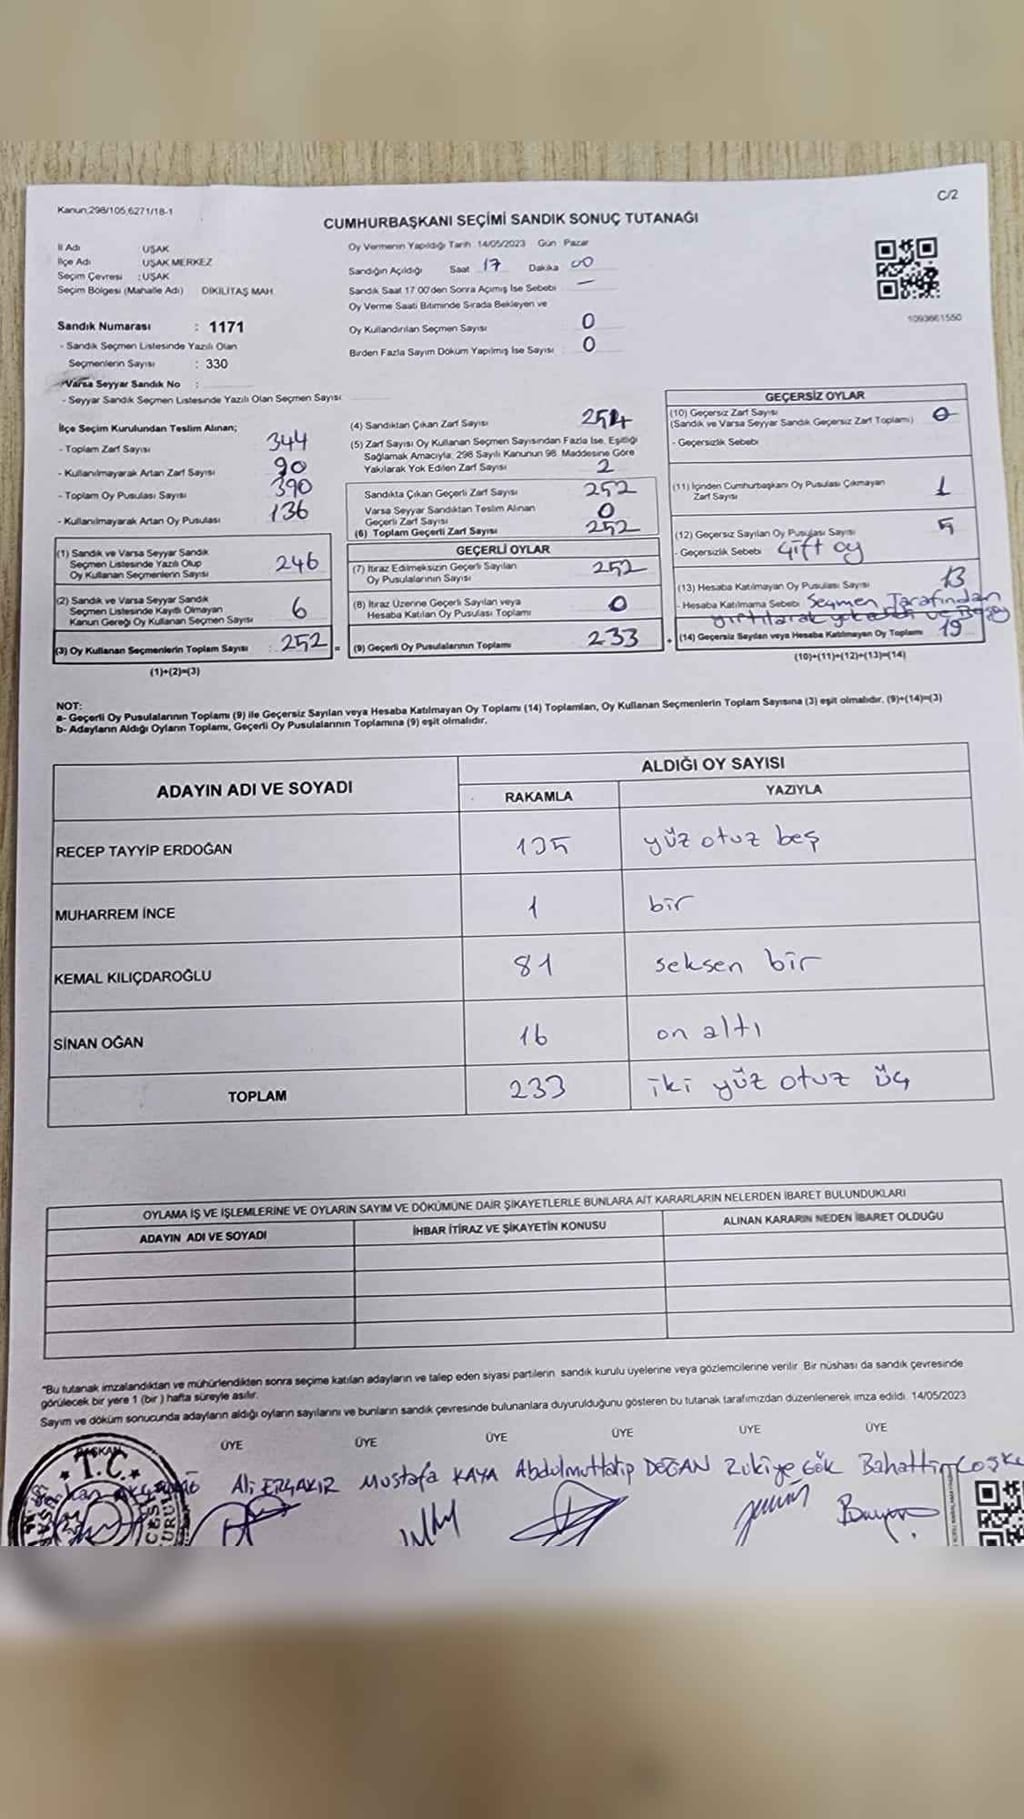 C/2
Kanun;298/105,6271/18-1
CUMHURBAŞKANI SEÇİMİ SANDIK SONUÇ TUTANAĞI
İl Adı UŞAK
İlçe Adı UŞAK MERKEZ
Seçim Çevresi : UŞAK
Seçim Bölgesi (Mahalle Adı) DİKİLİTAŞ MAH.
Sandık Numarası : 1171
- Sandık Seçmen Listesinde Yazılı Olan
Seçmenlerin Sayısı : 330
Varsa Seyyar Sandık No :
- Seyyar Sandık Seçmen Listesinde Yazılı Olan Seçmen Sayısı
Oy Vermenin Yapıldığı Tarih 14/05/2023 Gün Pazar
Sandığın Açıldığı Saat 17 Dakika 00
Sandık Saat 17 00'den Sonra Açımış İse Sebebi —
Oy Verme Saati Bitiminde Sırada Bekleyen ve
Oy Kullandırılan Seçmen Sayısı 0
Birden Fazla Sayım Döküm Yapılmış İse Sayısı 0
1093661550
İlçe Seçim Kurulundan Teslim Alınan;
- Toplam Zarf Sayısı 344
- Kullanılmayarak Artan Zarf Sayısı 90
- Toplam Oy Pusulası Sayısı 390
- Kullanılmayarak Artan Oy Pusulası 136
(1) Sandık ve Varsa Seyyar Sandık
Seçmen Listesinde Yazılı Olup
Oy Kullanan Seçmenlerin Sayısı 246
(2) Sandık ve Varsa Seyyar Sandık
Seçmen Listesinde Kayıtlı Olmayan
Kanun Gereği Oy Kullanan Seçmen Sayısı 6
(3) Oy Kullanan Seçmenlerin Toplam Sayısı : 252 =
(1)+(2)=(3)
(4) Sandıktan Çıkan Zarf Sayısı 254
(5) Zarf Sayısı Oy Kullanan Seçmen Sayısından Fazla İse, Eşitliği
Sağlamak Amacıyla, 298 Sayılı Kanunun 98. Maddesine Göre
Yakılarak Yok Edilen Zarf Sayısı 2
Sandıkta Çıkan Geçerli Zarf Sayısı 252
Varsa Seyyar Sandıktan Teslim Alınan
Geçerli Zarf Sayısı 0
(6) Toplam Geçerli Zarf Sayısı 252
GEÇERLİ OYLAR
(7) İtiraz Edilmeksizin Geçerli Sayılan
Oy Pusulalarının Sayısı 252
(8) İtiraz Üzerine Geçerli Sayılan veya
Hesaba Katılan Oy Pusulası Toplamı 0
(9) Geçerli Oy Pusulalarının Toplamı 233 +
GEÇERSİZ OYLAR
(10) Geçersiz Zarf Sayısı
(Sandık ve Varsa Seyyar Sandık Geçersiz Zarf Toplamı) 0
- Geçersizlik Sebebi
(11) İçinden Cumhurbaşkanı Oy Pusulası Çıkmayan
Zarf Sayısı 1
(12) Geçersiz Sayılan Oy Pusulası Sayısı 5
- Geçersizlik Sebebi Çift oy
(13) Hesaba Katılmayan Oy Pusulası Sayısı 13
- Hesaba Katılmama Sebebi Seçmen Tarafından
yırtılarak
(14) Geçersiz Sayılan veya Hesaba Katılmayan Oy Toplamı 19
(10)+(11)+(12)+(13)=(14)
NOT:
a- Geçerli Oy Pusulalarının Toplamı (9) ile Geçersiz Sayılan veya Hesaba Katılmayan Oy Toplamı (14) Toplamları, Oy Kullanan Seçmenlerin Toplam Sayısına (3) eşit olmalıdır. (9)+(14)=(3)
b- Adayların Aldığı Oyların Toplamı, Geçerli Oy Pusulalarının Toplamına (9) eşit olmalıdır.
ADAYIN ADI VE SOYADI ALDIĞI OY SAYISI
RAKAMLA YAZIYLA
RECEP TAYYİP ERDOĞAN 135 yüz otuz beş
MUHARREM İNCE 1 bir
KEMAL KILIÇDAROĞLU 81 seksen bir
SİNAN OĞAN 16 on altı
TOPLAM 233 iki yüz otuz üç
OYLAMA İŞ VE İŞLEMLERİNE VE OYLARIN SAYIM VE DÖKÜMÜNE DAİR ŞİKAYETLERLE BUNLARA AİT KARARLARIN NELERDEN İBARET BULUNDUKLARI
ADAYIN ADI VE SOYADI İHBAR İTİRAZ VE ŞİKAYETİN KONUSU ALINAN KARARIN NEDEN İBARET OLDUĞU
"Bu tutanak imzalandıktan ve mühürlendikten sonra seçime katılan adayların ve talep eden siyasi partilerin sandık kurulu üyelerine veya gözlemcilerine verilir. Bir nüshası da sandık çevresinde
görülecek bir yere 1 (bir ) hafta süreyle asılır.
Sayım ve döküm sonucunda adayların aldığı oyların sayılarını ve bunların sandık çevresinde bulunanlara duyurulduğunu gösteren bu tutanak tarafımızdan düzenlenerek imza edildi. 14/05/2023
BAŞKAN ÜYE ÜYE ÜYE ÜYE ÜYE ÜYE
T.C.
Ali ERÇAKIR Mustafa KAYA Abdulmuttalip DOĞAN Zukiye Gök Bahattin